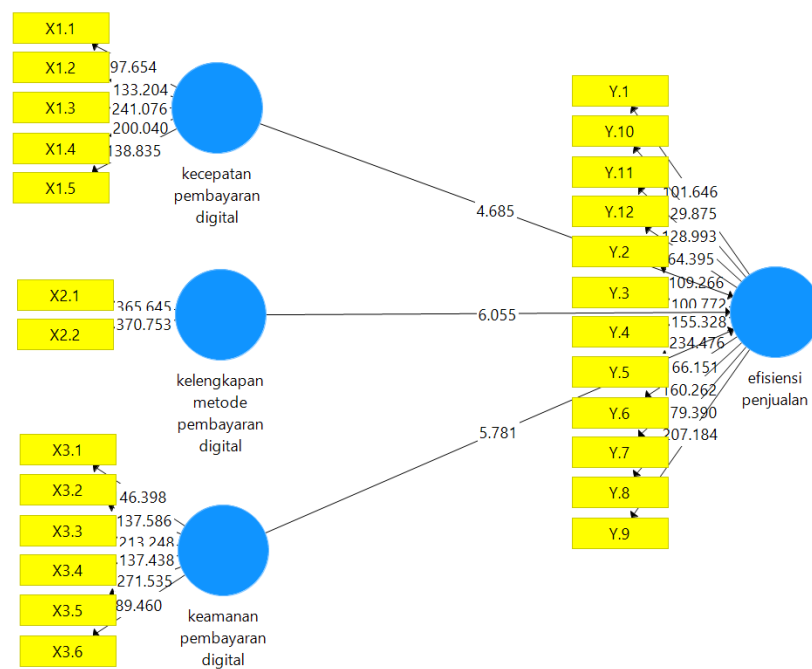 X1.1
X1.2
X1.3
X1.4
X1.5
97.654
133.204
241.076
200.040
138.835
kecepatan
pembayaran
digital
4.685
X2.1
X2.2
365.645
370.753
kelengkapan
metode
pembayaran
digital
6.055
X3.1
X3.2
X3.3
X3.4
X3.5
X3.6
46.398
137.586
213.248
137.438
271.535
89.460
keamanan
pembayaran
digital
5.781
Y.1
Y.10
Y.11
Y.12
Y.2
Y.3
Y.4
Y.5
Y.6
Y.7
Y.8
Y.9
101.646
29.875
128.993
64.395
109.266
100.772
155.328
234.476
66.151
160.262
79.390
207.184
efisiensi
penjualan